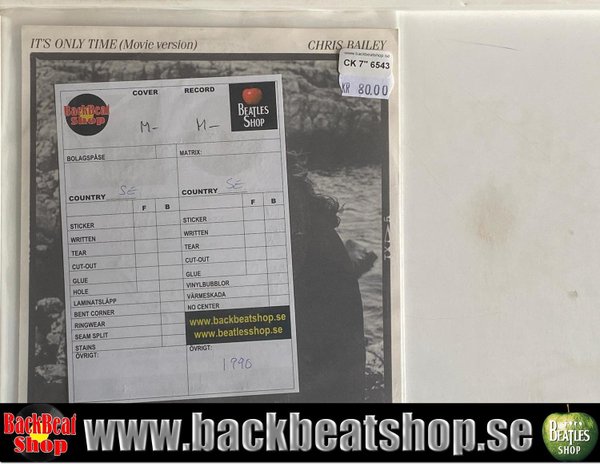 IT'S ONLY TIME (Movie version) CHRIS BAILEY
www.backbeatshop.se
CK 7" 6543
KR 80.00
COVER RECORD
BackBeat Shop
BEATLES SHOP
M- M-
BOLAGSPÅSE MATRIX:
COUNTRY SE COUNTRY SE
F B F B
STICKER STICKER
WRITTEN WRITTEN
TEAR TEAR
CUT-OUT CUT-OUT
GLUE GLUE
HOLE VINYLBUBBLOR
LAMINATSLÄPP VÄRMESKADA
BENT CORNER NO CENTER
RINGWEAR www.backbeatshop.se
SEAM SPLIT www.beatlesshop.se
STAINS
ÖVRIGT: ÖVRIGT:
1990
BackBeat Shop www.backbeatshop.se BEATLES SHOP